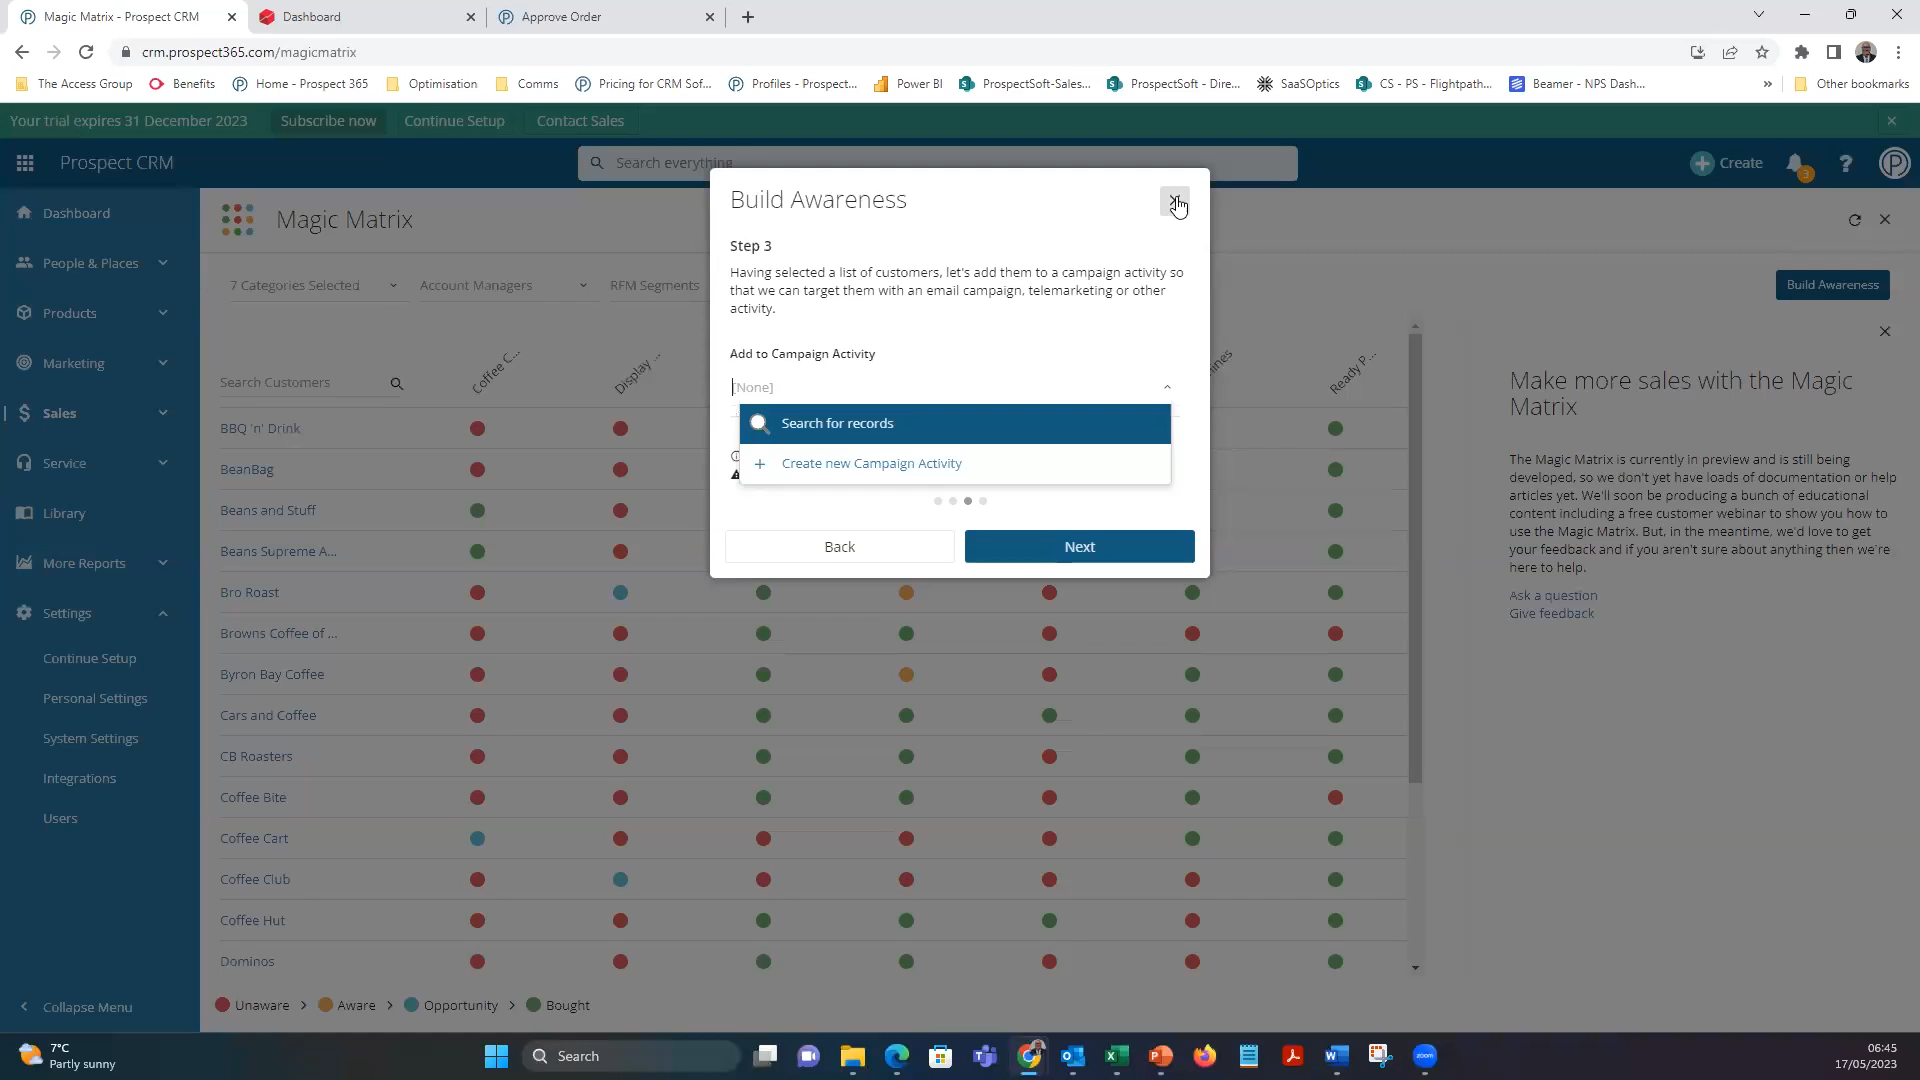 Magic Matrix - Prospect CRM
Dashboard
Approve Order
crm.prospect365.com/magicmatrix
The Access Group
Benefits
Home - Prospect 365
Optimisation
Comms
Pricing for CRM Sof...
Profiles - Prospect...
Power BI
ProspectSoft-Sales...
ProspectSoft - Dire...
SaaSOptics
CS - PS - Flightpath...
Beamer - NPS Dash...
»
Other bookmarks
Your trial expires 31 December 2023
Subscribe now
Continue Setup
Contact Sales
Prospect CRM
Search everything
Create
3
Dashboard
People & Places
Products
Marketing
Sales
Service
Library
More Reports
Settings
Continue Setup
Personal Settings
System Settings
Integrations
Users
Collapse Menu
Magic Matrix
7 Categories Selected
Account Managers
RFM Segments
Build Awareness
Search Customers
Coffee C...
Display ...
Ready P...
BBQ 'n' Drink
BeanBag
Beans and Stuff
Beans Supreme A...
Bro Roast
Browns Coffee of ...
Byron Bay Coffee
Cars and Coffee
CB Roasters
Coffee Bite
Coffee Cart
Coffee Club
Coffee Hut
Dominos
Unaware > Aware > Opportunity > Bought
Build Awareness
Step 3
Having selected a list of customers, let's add them to a campaign activity so
that we can target them with an email campaign, telemarketing or other
activity.
Add to Campaign Activity
[None]
Search for records
Create new Campaign Activity
Back
Next
Make more sales with the Magic
Matrix
The Magic Matrix is currently in preview and is still being
developed, so we don't yet have loads of documentation or help
articles yet. We'll soon be producing a bunch of educational
content including a free customer webinar to show you how to
use the Magic Matrix. But, in the meantime, we'd love to get
your feedback and if you aren't sure about anything then we're
here to help.
Ask a question
Give feedback
7°C
Partly sunny
Search
zoom
06:45
17/05/2023